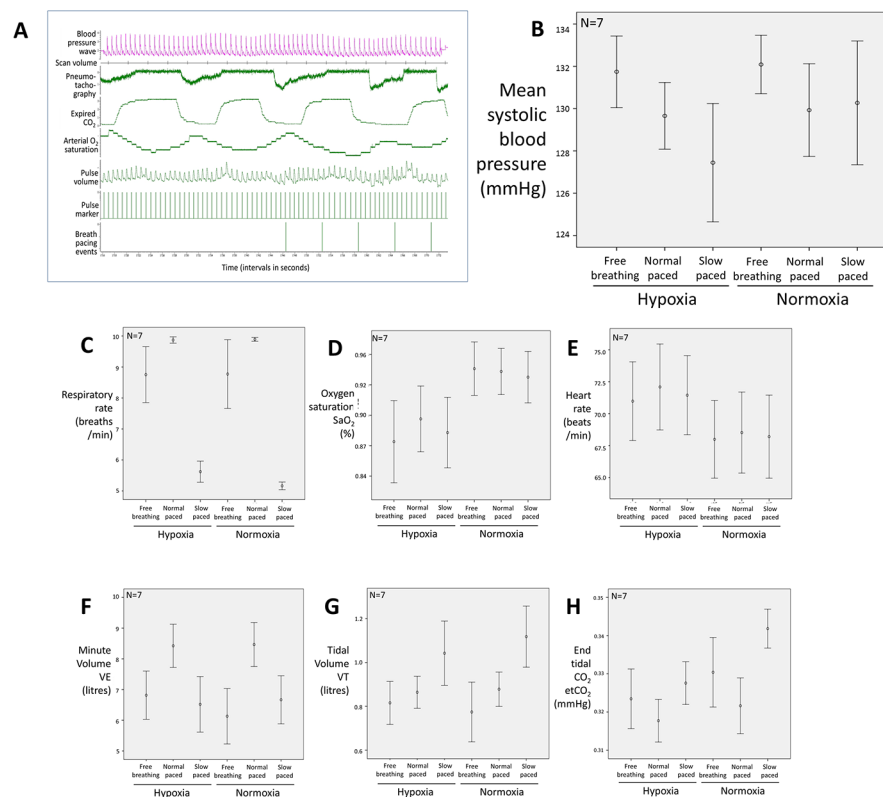 A
Blood
pressure
wave
Scan volume
Pneumo-
tacho-
graphy
Expired
CO₂
Arterial O₂
saturation
Pulse
volume
Pulse
marker
Breath
pacing
events
Time (intervals in seconds)
B
N=7
Mean
systolic
blood
pressure
(mmHg)
134
132
130
128
126
124
Free
breathing
Normal
paced
Slow
paced
Free
breathing
Normal
paced
Slow
paced
Hypoxia
Normoxia
C
N=7
Respiratory
rate
(breaths
/min)
10
9
8
7
6
5
Free
breathing
Normal
paced
Slow
paced
Free
breathing
Normal
paced
Slow
paced
Hypoxia
Normoxia
D
N=7
Oxygen
saturation
SaO₂
(%)
0.96
0.92
0.90
0.87
0.84
Free
breathing
Normal
paced
Slow
paced
Free
breathing
Normal
paced
Slow
paced
Hypoxia
Normoxia
E
N=7
Heart
rate
(beats
/min)
75.0
72.5
70.0
67.5
65.0
Free
breathing
Normal
paced
Slow
paced
Free
breathing
Normal
paced
Slow
paced
Hypoxia
Normoxia
F
N=7
Minute
Volume
VE
(litres)
10
9
8
7
6
5
Free
breathing
Normal
paced
Slow
paced
Free
breathing
Normal
paced
Slow
paced
Hypoxia
Normoxia
G
N=7
Tidal
Volume
VT
(litres)
1.2
1.0
0.8
0.6
Free
breathing
Normal
paced
Slow
paced
Free
breathing
Normal
paced
Slow
paced
Hypoxia
Normoxia
H
N=7
End
tidal
CO₂
etCO₂
(mmHg)
0.35
0.34
0.33
0.32
0.31
Free
breathing
Normal
paced
Slow
paced
Free
breathing
Normal
paced
Slow
paced
Hypoxia
Normoxia